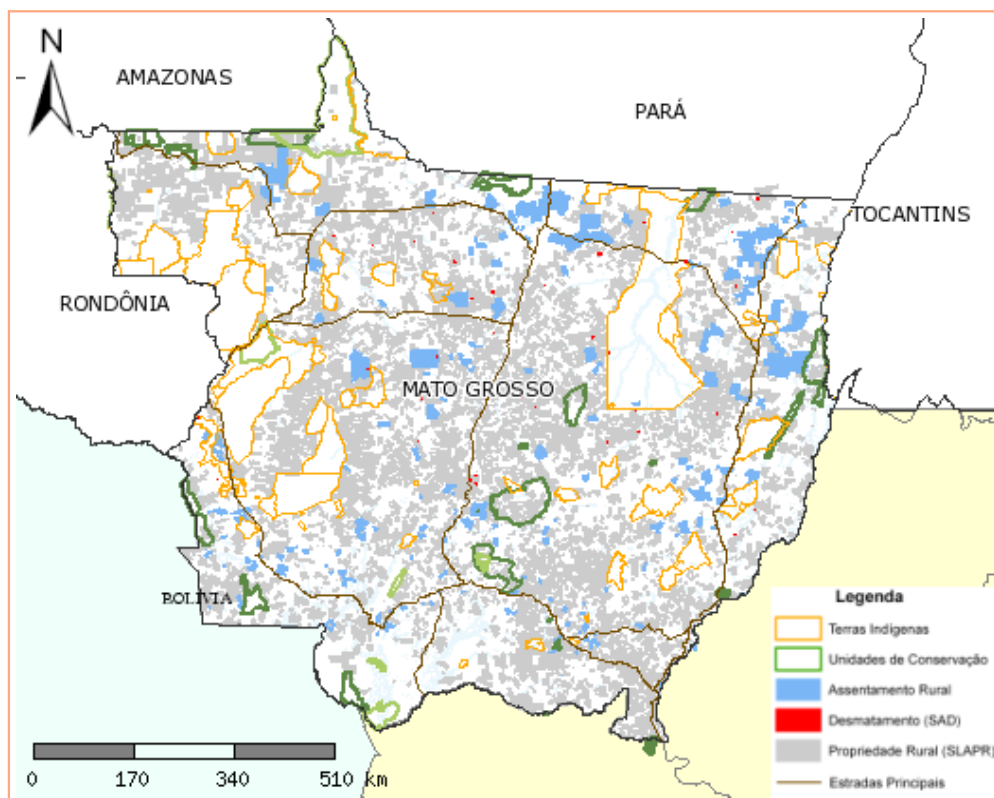 N
AMAZONAS
PARÁ
TOCANTINS
RONDÔNIA
MATO GROSSO
BOLÍVIA
Legenda
Terras Indígenas
Unidades de Conservação
Assentamento Rural
Desmatamento (SAD)
Propriedade Rural (SLAPR)
Estradas Principais
0 170 340 510 km